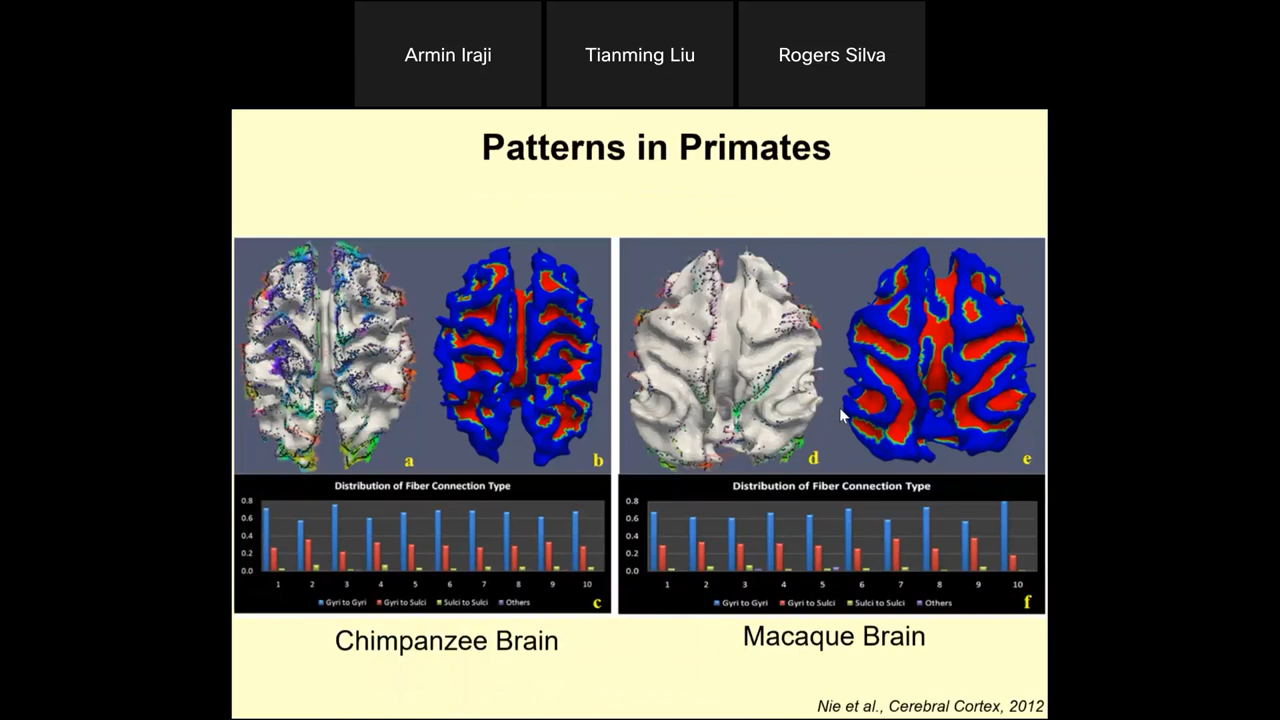 Armin Iraji Tianming Liu Rogers Silva
Patterns in Primates
a b d e
Distribution of Fiber Connection Type
0.8
0.6
0.4
0.2
0.0
1 2 3 4 5 6 7 8 9 10
Gyri to Gyri Gyri to Sulci Sulci to Sulci Others c
Distribution of Fiber Connection Type
0.8
0.6
0.4
0.2
0.0
1 2 3 4 5 6 7 8 9 10
Gyri to Gyri Gyri to Sulci Sulci to Sulci Others f
Chimpanzee Brain Macaque Brain
Nie et al., Cerebral Cortex, 2012